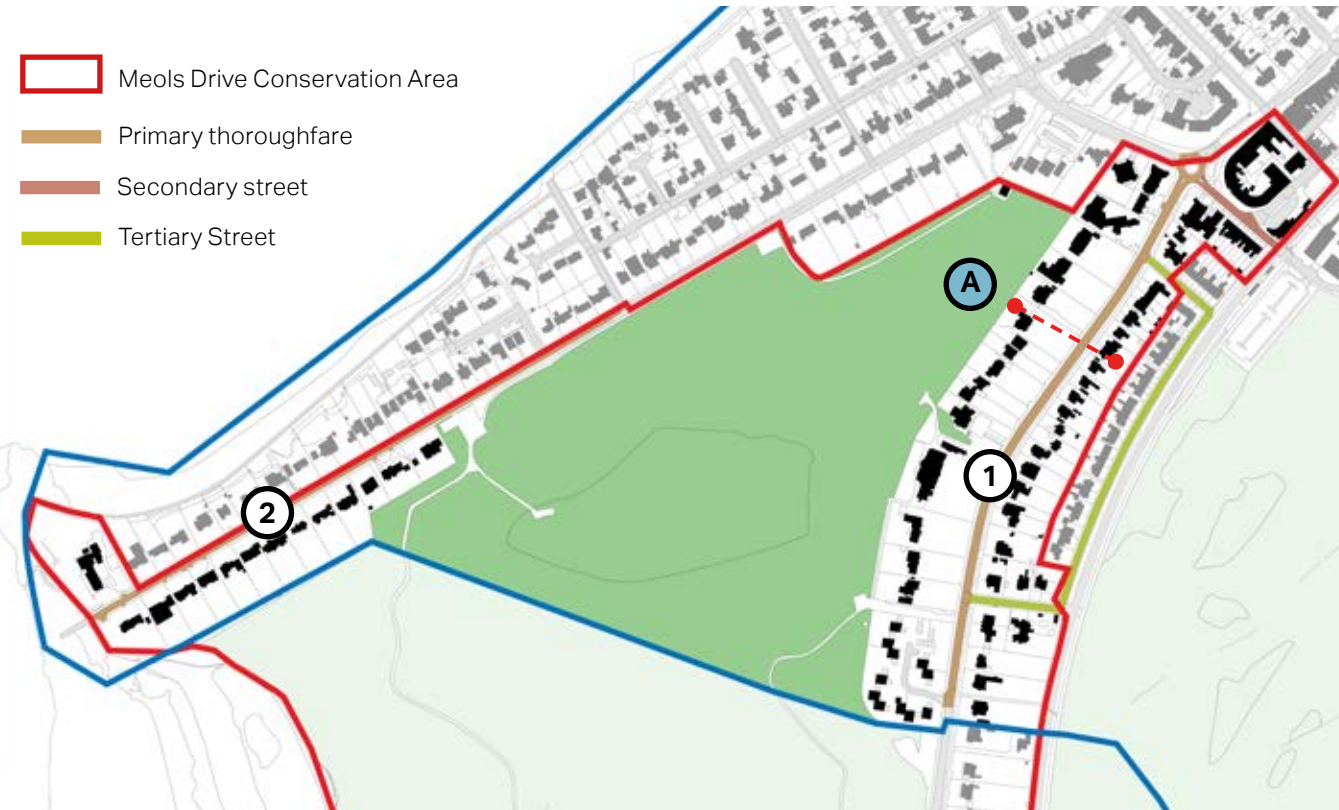 Meols Drive Conservation Area
Primary thoroughfare
Secondary street
Tertiary Street
A
1
2